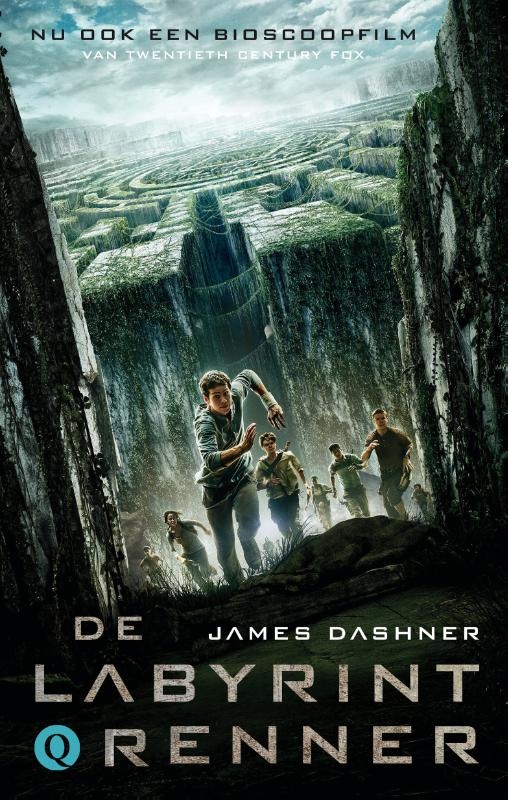 NU OOK EEN BIOSCOOPFILM
VAN TWENTIETH CENTURY FOX
DE
JAMES DASHNER
LABYRINT
Q RENNER